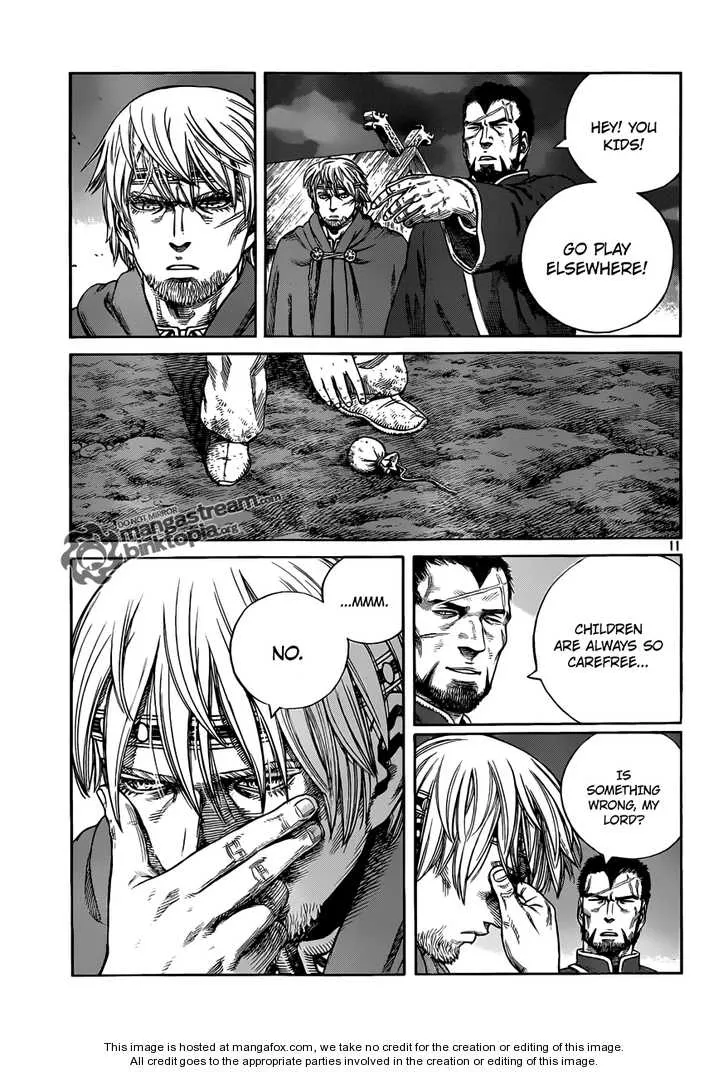 HEY! YOU
KIDS!
GO PLAY
ELSEWHERE!
DO NOT MIRROR
mangastream.com
binktopia.org
11
CHILDREN
ARE ALWAYS SO
CAREFREE...
IS
SOMETHING
WRONG, MY
LORD?
...MMM.
NO.
This image is hosted at mangafox.com, we take no credit for the creation or editing of this image.
All credit goes to the appropriate parties involved in the creation or editing of this image.